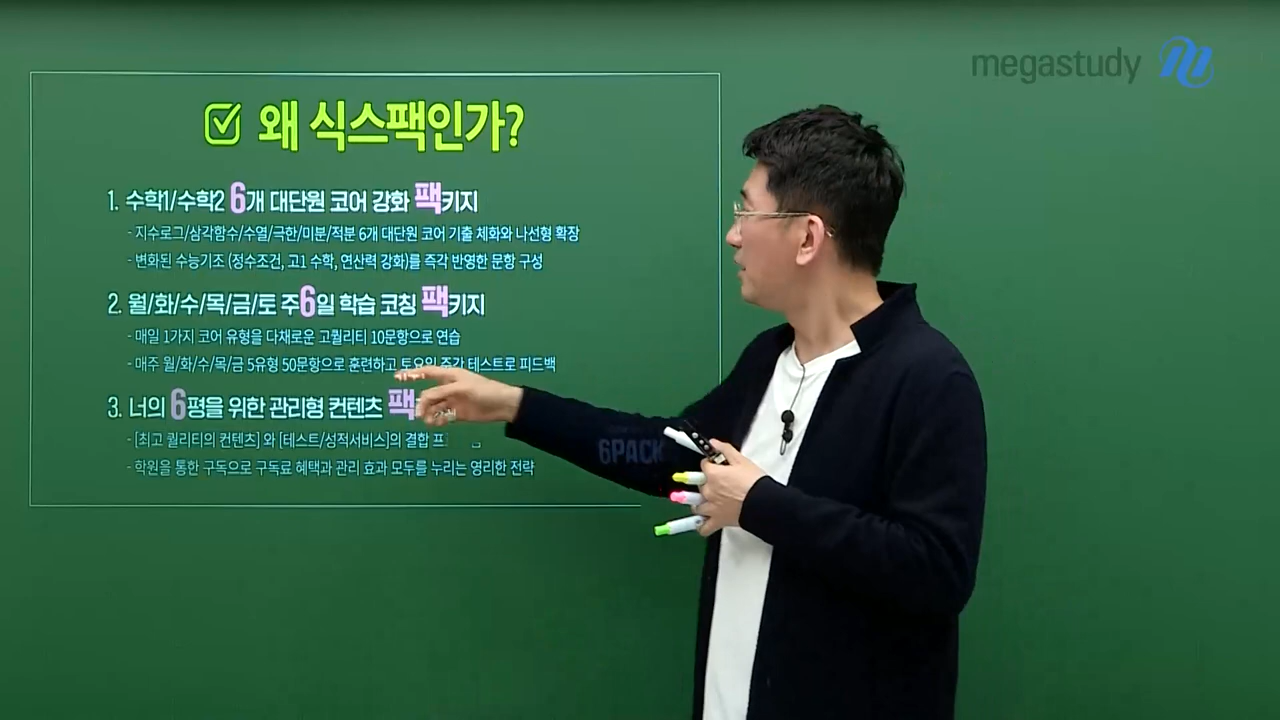 megastudy
왜 식스팩인가?
1. 수학1/수학2 6개 대단원 코어 강화 팩키지
- 지수로그/삼각함수/수열/극한/미분/적분 6개 대단원 코어 기출 체화와 나선형 확장
- 변화된 수능기조 (정수조건, 고1 수학, 연산력 강화)를 즉각 반영한 문항 구성
2. 월/화/수/목/금/토 주6일 학습 코칭 팩키지
- 매일 1가지 코어 유형을 다채로운 고퀄리티 10문항으로 연습
- 매주 월/화/수/목/금 5유형 50문항으로 훈련하고 토요일 주간 테스트로 피드백
3. 너의 6평을 위한 관리형 컨텐츠 팩
- [최고 퀄리티의 컨텐츠] 와 [테스트/성적서비스]의 결합
- 학원을 통한 구독으로 구독료 혜택과 관리 효과 모두를 누리는 영리한 전략
6PACK